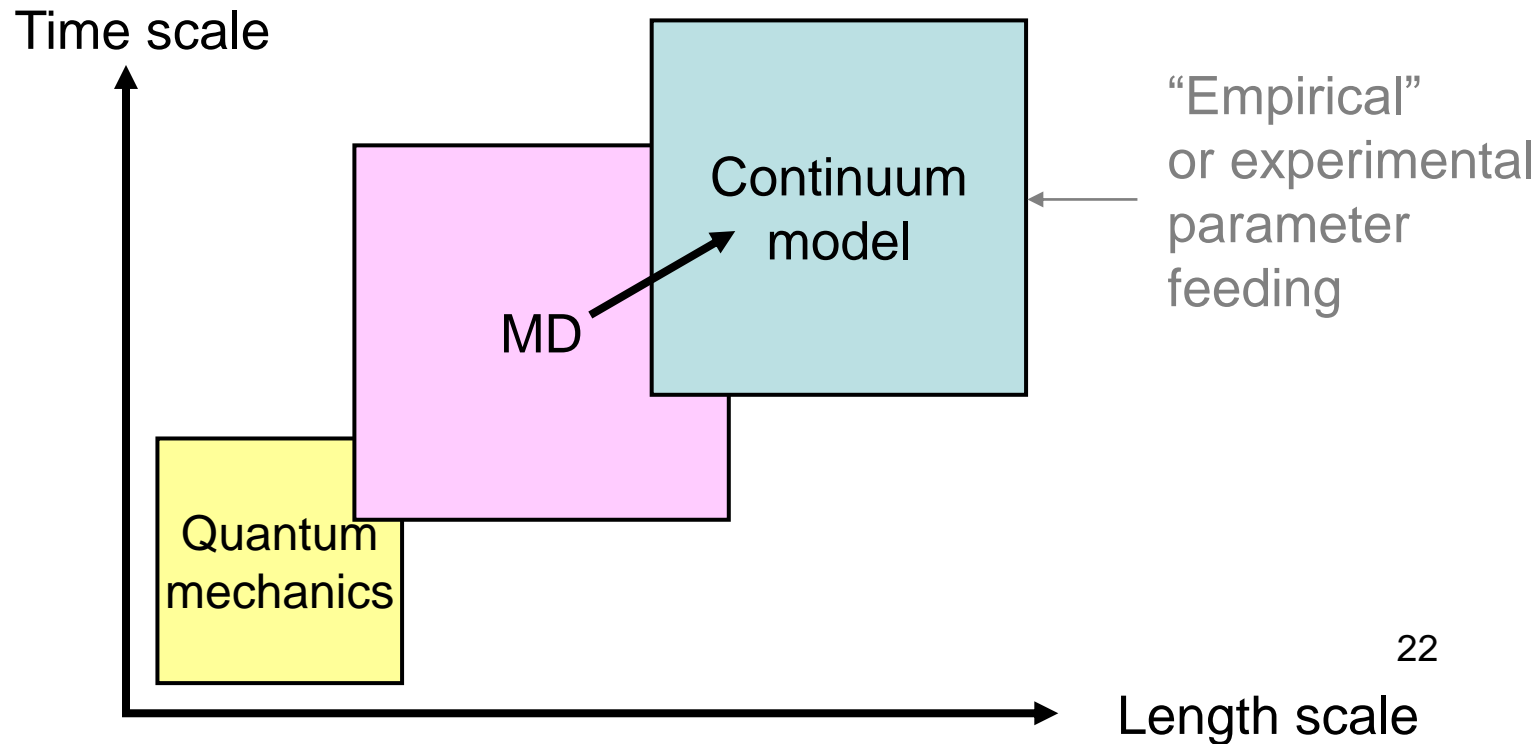 Time scale
“Empirical”
or experimental
parameter
feeding
Continuum
model
MD
Quantum
mechanics
22
Length scale